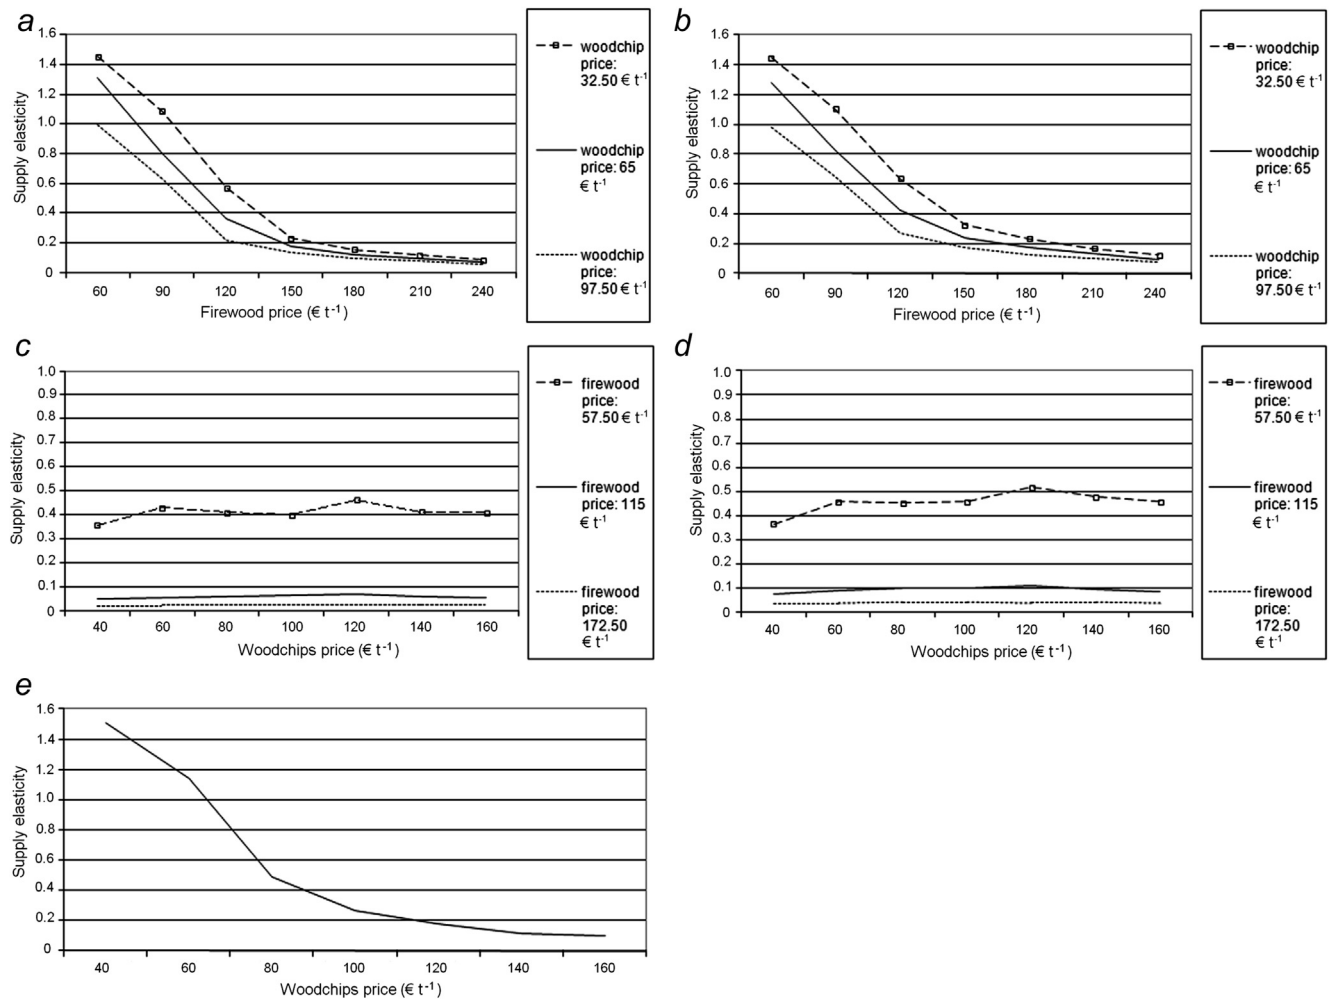 a
1.6
1.4
1.2
1.0
0.8
0.6
0.4
0.2
0
Supply elasticity
60 90 120 150 180 210 240
Firewood price (€ t-1)
woodchip
price:
32.50 € t-1
woodchip
price: 65
€ t-1
woodchip
price:
97.50 € t-1
b
1.6
1.4
1.2
1.0
0.8
0.6
0.4
0.2
0
Supply elasticity
60 90 120 150 180 210 240
Firewood price (€ t-1)
woodchip
price:
32.50 € t-1
woodchip
price: 65
€ t-1
woodchip
price:
97.50 € t-1
c
1.0
0.9
0.8
0.7
0.6
0.5
0.4
0.3
0.2
0.1
0
Supply elasticity
40 60 80 100 120 140 160
Woodchips price (€ t-1)
firewood
price:
57.50 € t-1
firewood
price: 115
€ t-1
firewood
price:
172.50
€ t-1
d
1.0
0.9
0.8
0.7
0.6
0.5
0.4
0.3
0.2
0.1
0
Supply elasticity
40 60 80 100 120 140 160
Woodchips price (€ t-1)
firewood
price:
57.50 € t-1
firewood
price: 115
€ t-1
firewood
price:
172.50
€ t-1
e
1.6
1.4
1.2
1.0
0.8
0.6
0.4
0.2
0
Supply elasticity
40 60 80 100 120 140 160
Woodchips price (€ t-1)